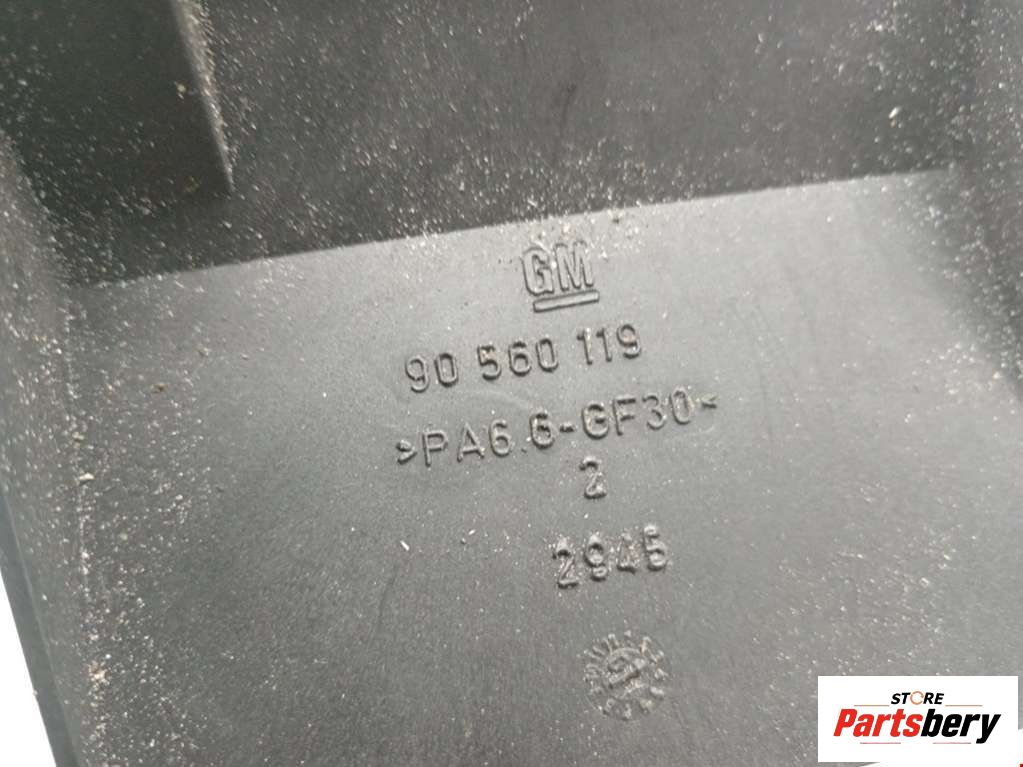 GM
90 560 119
>PA6.6-GF30<
2
2945
STORE
Partsbery